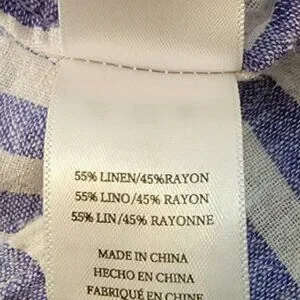 55% LINEN/45%RAYON
55% LINO/45% RAYON
55% LIN/45% RAYONNE
MADE IN CHINA
HECHO EN CHINA
FABRIQUÉ EN CHINE